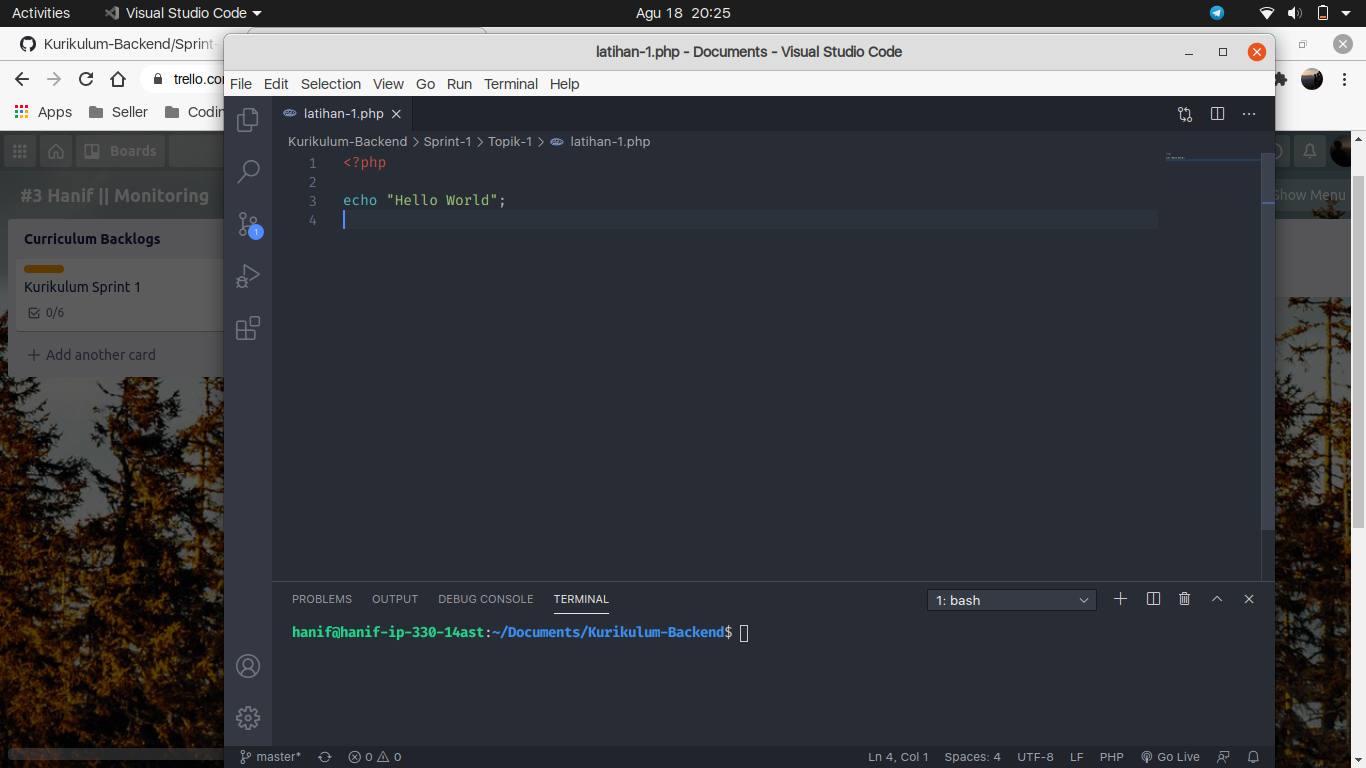 Activities
Visual Studio Code
Agu 18 20:25
Kurikulum-Backend/Sprint-
latihan-1.php - Documents - Visual Studio Code
trello.co
File Edit Selection View Go Run Terminal Help
Apps
Seller
Codin
latihan-1.php
Kurikulum-Backend > Sprint-1 > Topik-1 > latihan-1.php
Boards
#3 Hanif || Monitoring
Show Menu
Curriculum Backlogs
Kurikulum Sprint 1
0/6
Add another card
1 <?php
2
3 echo "Hello World";
4
1
PROBLEMS OUTPUT DEBUG CONSOLE TERMINAL
1: bash
hanif@hanif-ip-330-14ast:~/Documents/Kurikulum-Backend$
master* 0 0
Ln 4, Col 1 Spaces: 4 UTF-8 LF PHP Go Live